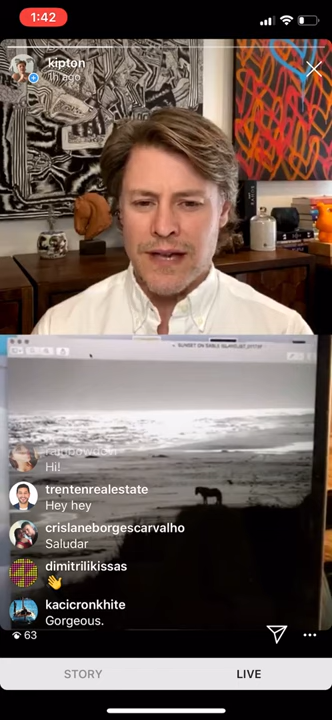 1:42
kipton
1h ago
Hi!
trentenrealestate
Hey hey
crislaneborgescarvalho
Saludar
dimitrilikissas
👋
kacicronkhite
Gorgeous.
63
STORY
LIVE